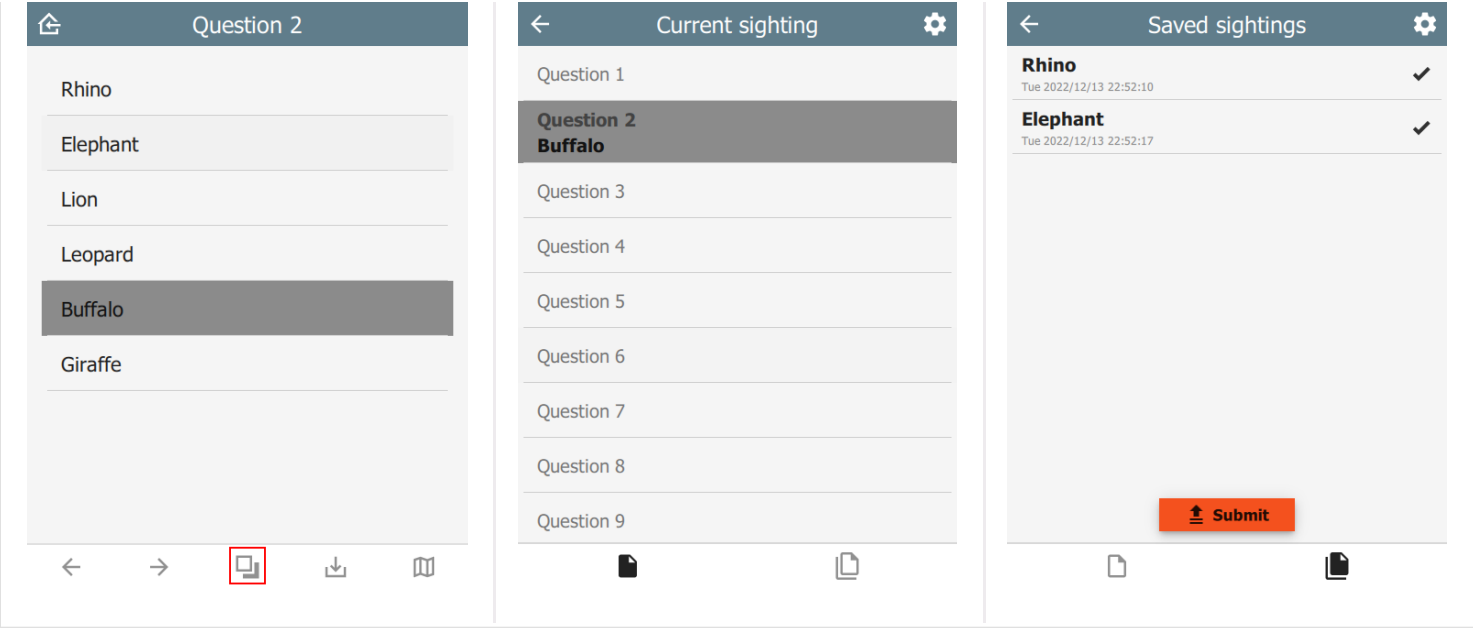 Question 2
Rhino
Elephant
Lion
Leopard
Buffalo
Giraffe
Current sighting
Question 1
Question 2
Buffalo
Question 3
Question 4
Question 5
Question 6
Question 7
Question 8
Question 9
Saved sightings
Rhino
Tue 2022/12/13 22:52:10
Elephant
Tue 2022/12/13 22:52:17
Submit